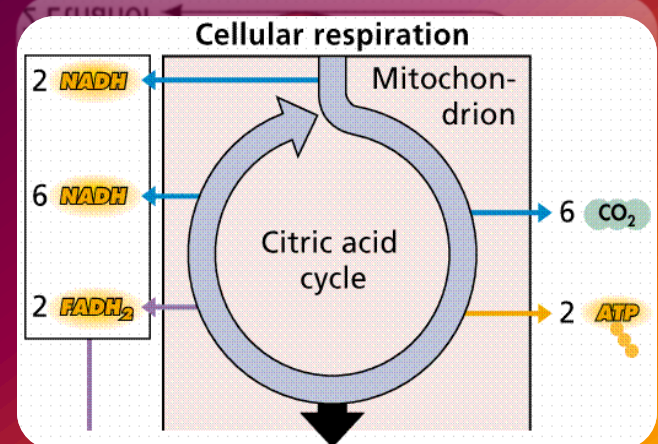 Cellular respiration
2 NADH
Mitochon-
drion
6 NADH
6 CO₂
Citric acid
cycle
2 FADH₂
2 ATP